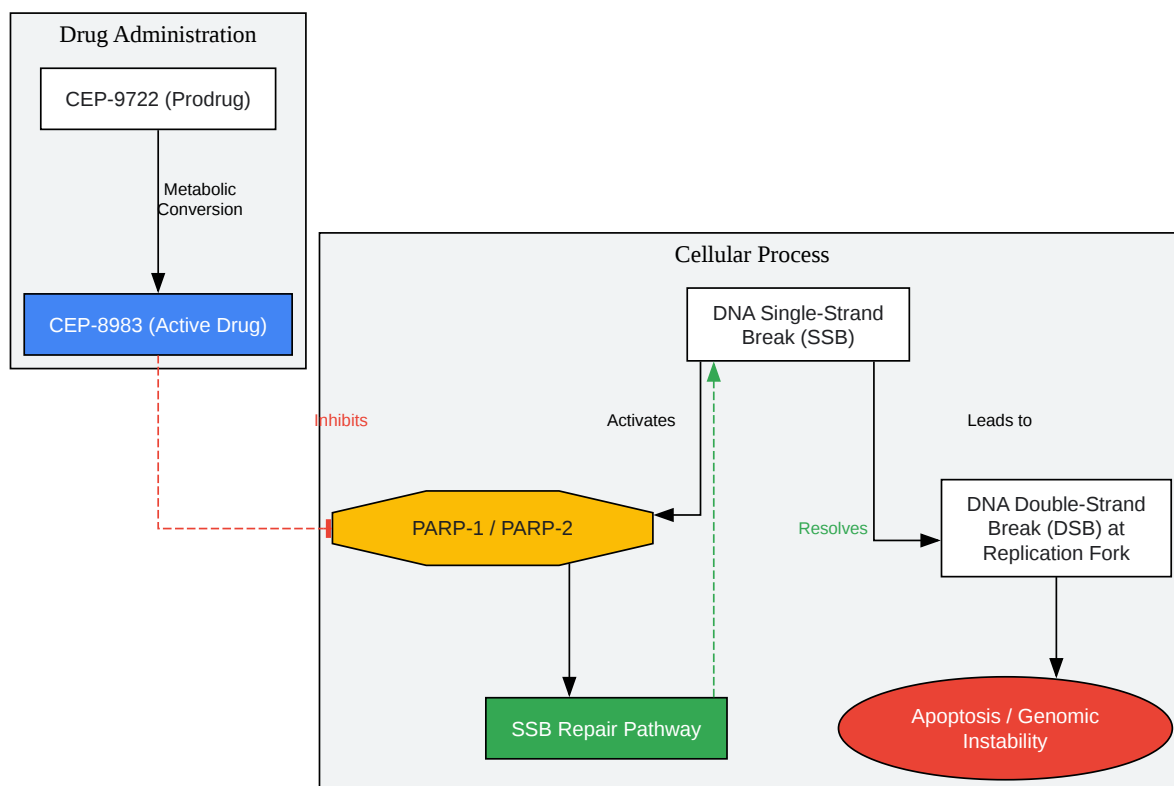 Drug Administration
CEP-9722 (Prodrug)
Metabolic
Conversion
CEP-8983 (Active Drug)
Cellular Process
DNA Single-Strand
Break (SSB)
Inhibits
Activates
Leads to
PARP-1 / PARP-2
Resolves
DNA Double-Strand
Break (DSB) at
Replication Fork
SSB Repair Pathway
Apoptosis / Genomic
Instability